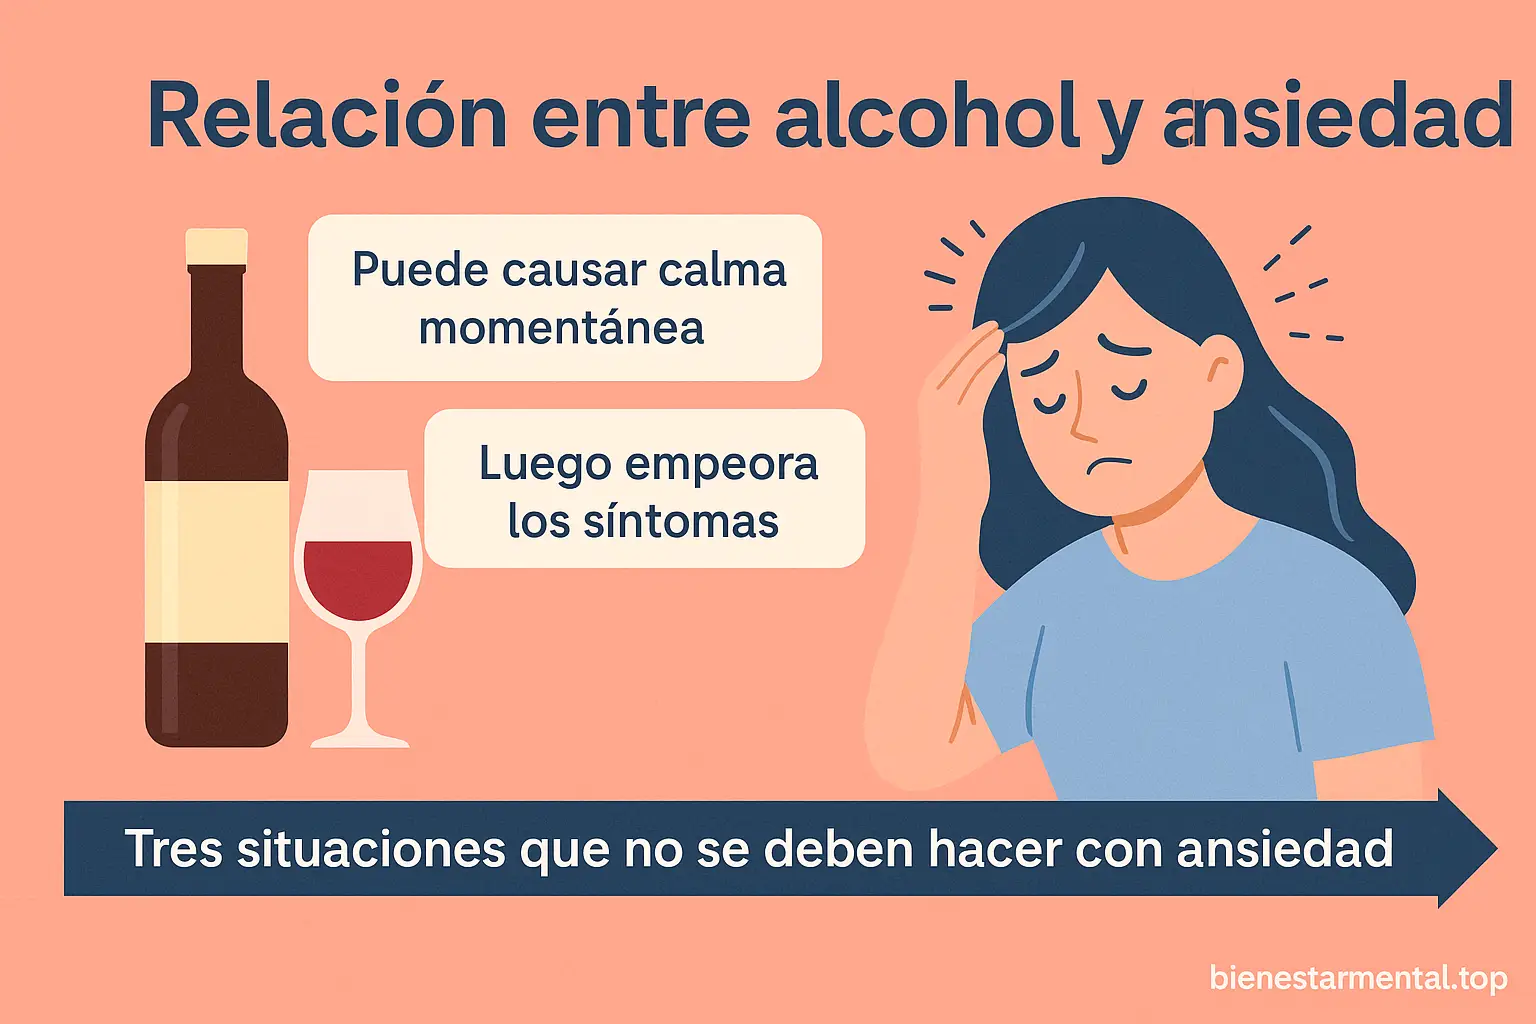 Relación entre alcohol y ansiedad
Puede causar calma
momentánea
Luego empeora
los síntomas
Tres situaciones que no se deben hacer con ansiedad
bienestarmental.top